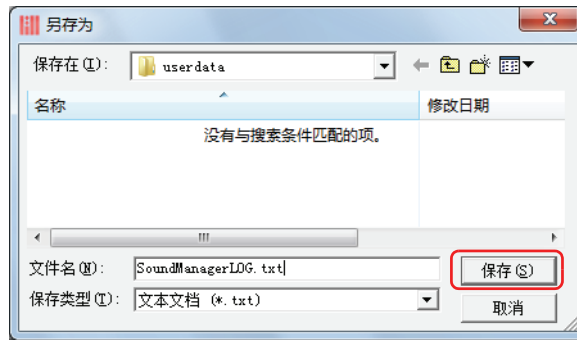 另存为
保存在(I): userdata
名称 修改日期
没有与搜索条件匹配的项。
文件名(N): SoundManagerLOG.txt 保存(S)
保存类型(T): 文本文档 (*.txt) 取消